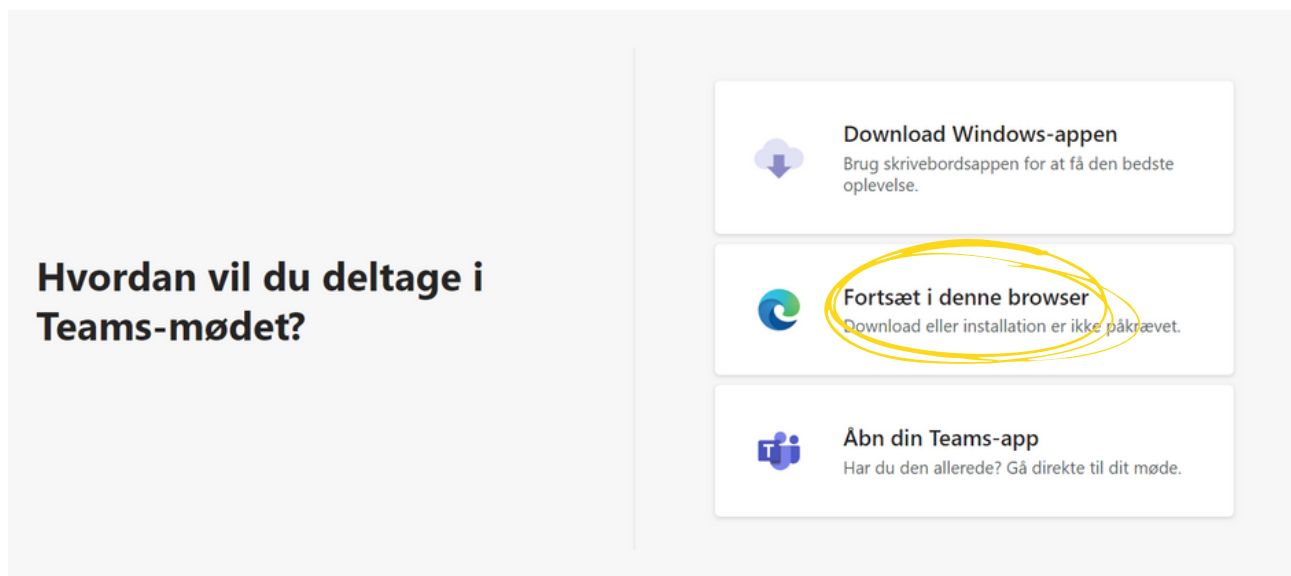 Hvordan vil du deltage i
Teams-mødet?
Download Windows-appen
Brug skrivebordsappen for at få den bedste
oplevelse.
Fortsæt i denne browser
Download eller installation er ikke påkrævet.
Åbn din Teams-app
Har du den allerede? Gå direkte til dit møde.